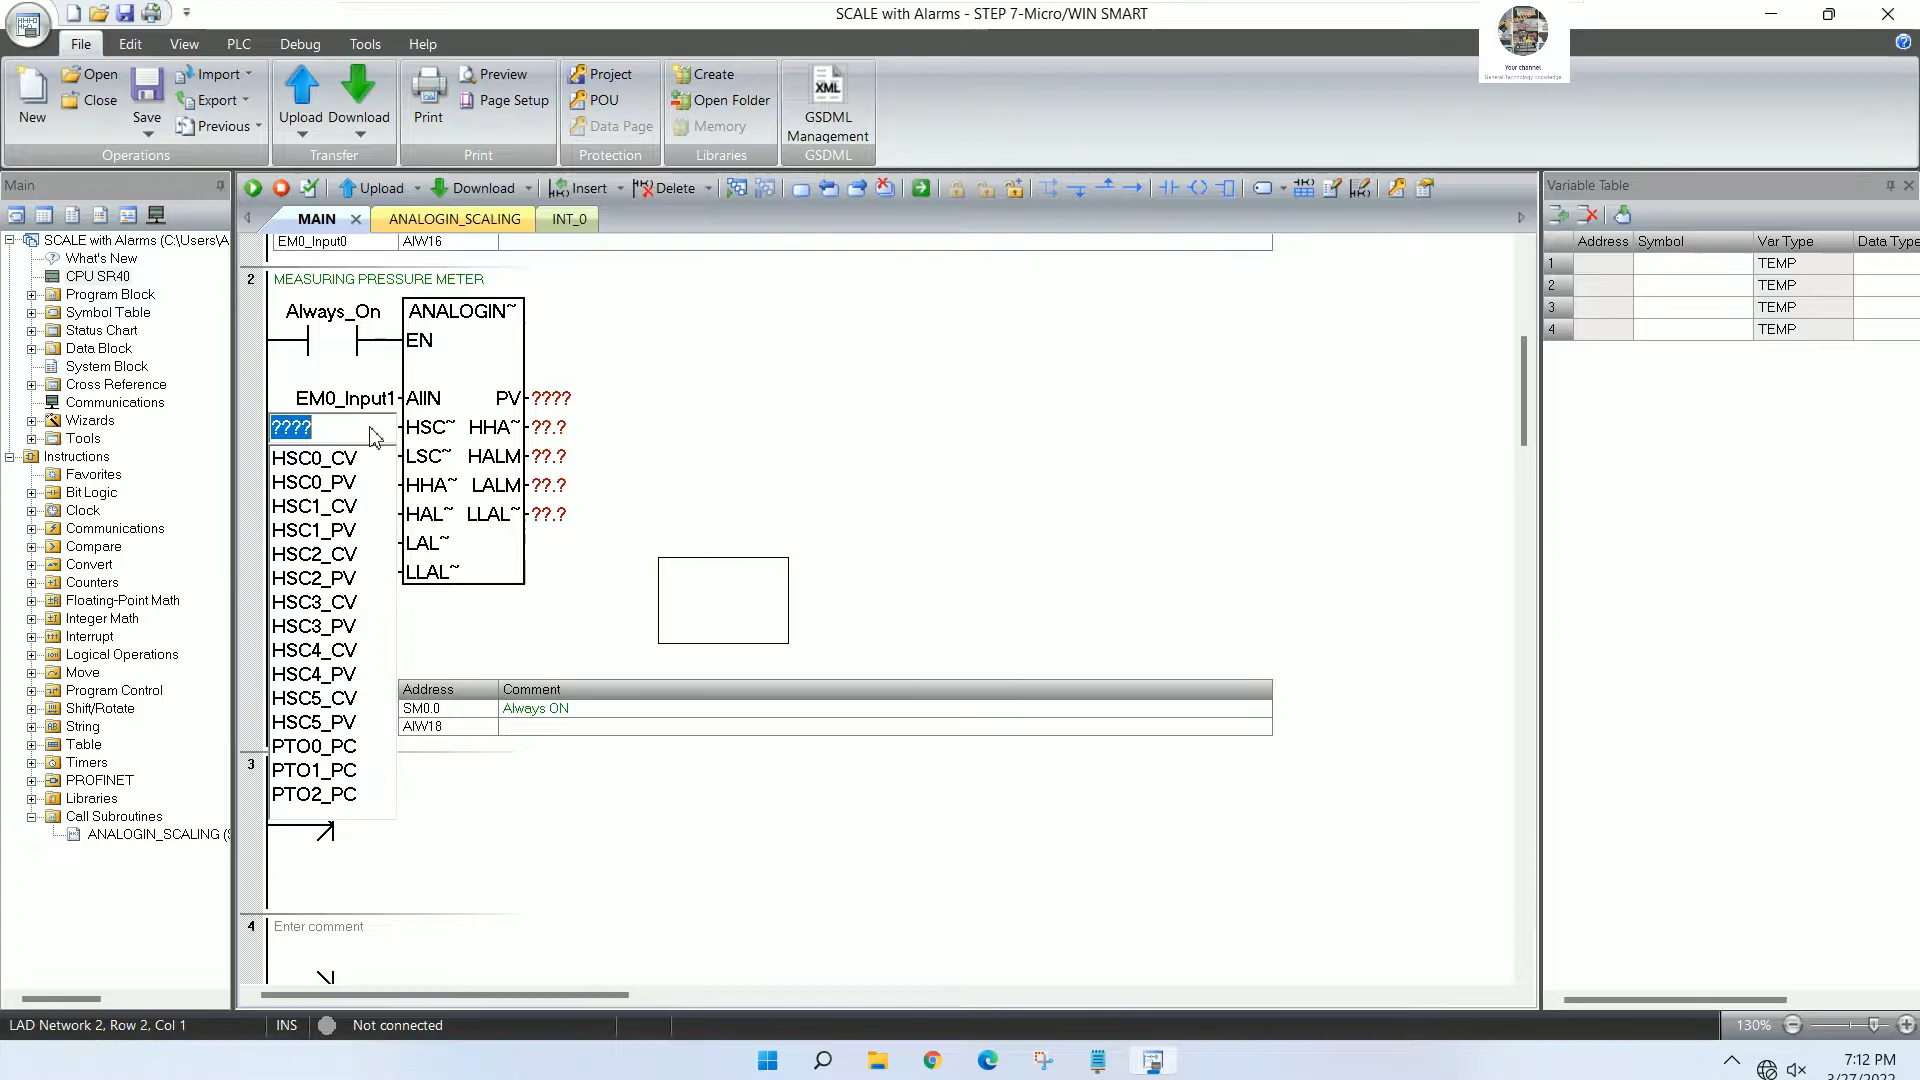 SCALE with Alarms - STEP 7-Micro/WIN SMART
File Edit View PLC Debug Tools Help
Your channel
General Technology Knowledge
New
Open
Close
Save
Import
Export
Previous
Operations
Upload Download
Transfer
Print
Preview
Page Setup
Print
Project
POU
Data Page
Protection
Create
Open Folder
Memory
Libraries
XML
GSDML
Management
GSDML
Main
Upload Download Insert Delete
MAIN ANALOGIN_SCALING INT_0
SCALE with Alarms (C:\Users\A
What's New
CPU SR40
Program Block
Symbol Table
Status Chart
Data Block
System Block
Cross Reference
Communications
Wizards
Tools
Instructions
Favorites
Bit Logic
Clock
Communications
Compare
Convert
Counters
Floating-Point Math
Integer Math
Interrupt
Logical Operations
Move
Program Control
Shift/Rotate
String
Table
Timers
PROFINET
Libraries
Call Subroutines
ANALOGIN_SCALING (S
EM0_Input0 AIW16
2 MEASURING PRESSURE METER
Always_On ANALOGIN~
EN
EM0_Input1 AIIN PV ????
???? HSC~ HHA~ ??.?
LSC~ HALM ??.?
HHA~ LALM ??.?
HAL~ LLAL~ ??.?
LAL~
LLAL~
HSC0_CV
HSC0_PV
HSC1_CV
HSC1_PV
HSC2_CV
HSC2_PV
HSC3_CV
HSC3_PV
HSC4_CV
HSC4_PV
HSC5_CV
HSC5_PV
PTO0_PC
PTO1_PC
PTO2_PC
Address Comment
SM0.0 Always ON
AIW18
3
4 Enter comment
Variable Table
Address Symbol Var Type Data Type
1 TEMP
2 TEMP
3 TEMP
4 TEMP
LAD Network 2, Row 2, Col 1 INS Not connected 130%
7:12 PM
3/27/2022